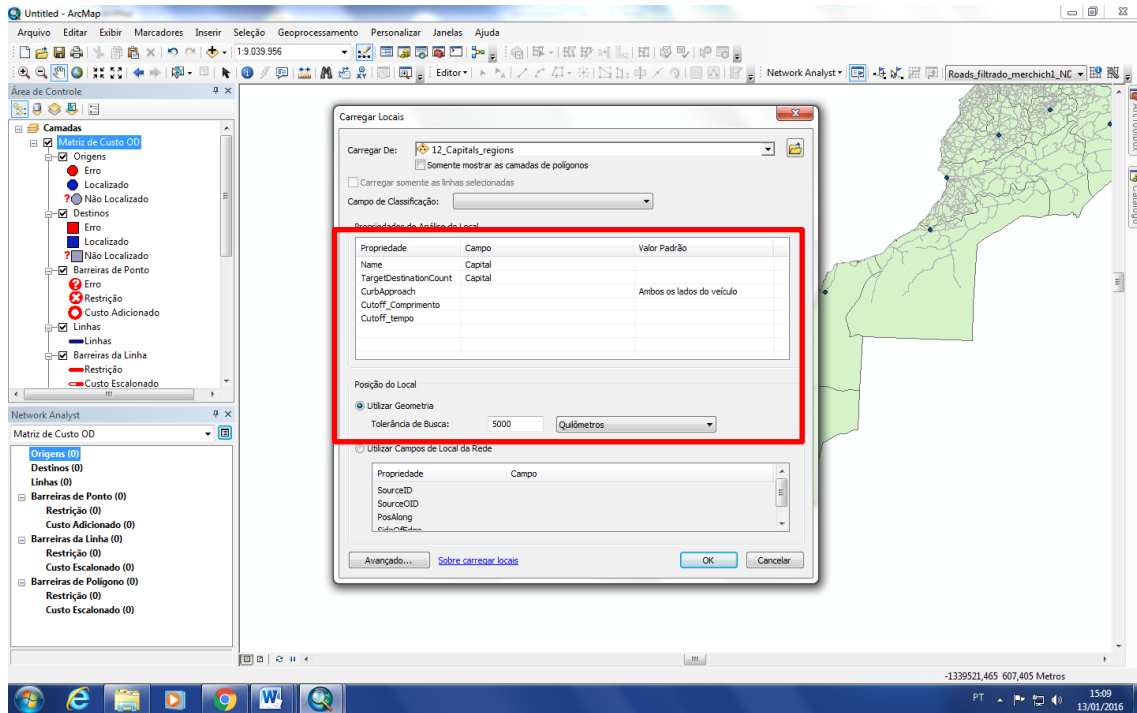 Untitled - ArcMap
Arquivo Editar Exibir Marcadores Inserir Seleção Geoprocessamento Personalizar Janelas Ajuda
1:9.039.956
Editor
Network Analyst
Roads_filtrado_merchich1_NE
Área de Controle
Camadas
Matriz de Custo OD
Origens
Erro
Localizado
? Não Localizado
Destinos
Erro
Localizado
? Não Localizado
Barreiras de Ponto
Erro
Restrição
Custo Adicionado
Linhas
Linhas
Barreiras da Linha
Restrição
Custo Escalonado
Network Analyst
Matriz de Custo OD
Origens (0)
Destinos (0)
Linhas (0)
Barreiras de Ponto (0)
Restrição (0)
Custo Adicionado (0)
Barreiras da Linha (0)
Restrição (0)
Custo Escalonado (0)
Barreiras de Polígono (0)
Restrição (0)
Custo Escalonado (0)
Carregar Locais
Carregar De: 12_Capitals_regions
Somente mostrar as camadas de polígonos
Carregar somente as linhas selecionadas
Campo de Classificação:
Propriedades de Análise do Local
Propriedade Campo Valor Padrão
Name Capital
TargetDestinationCount Capital
CurbApproach Ambos os lados do veículo
Cutoff_Comprimento
Cutoff_tempo
Posição do Local
Utilizar Geometria
Tolerância de Busca: 5000 Quilômetros
Utilizar Campos de Local da Rede
Propriedade Campo
SourceID
SourceOID
PosAlong
SideOfEdge
Avançado... Sobre carregar locais OK Cancelar
ArcToolbox
Catálogo
-1339521,465 607,405 Metros
PT
15:09
13/01/2016